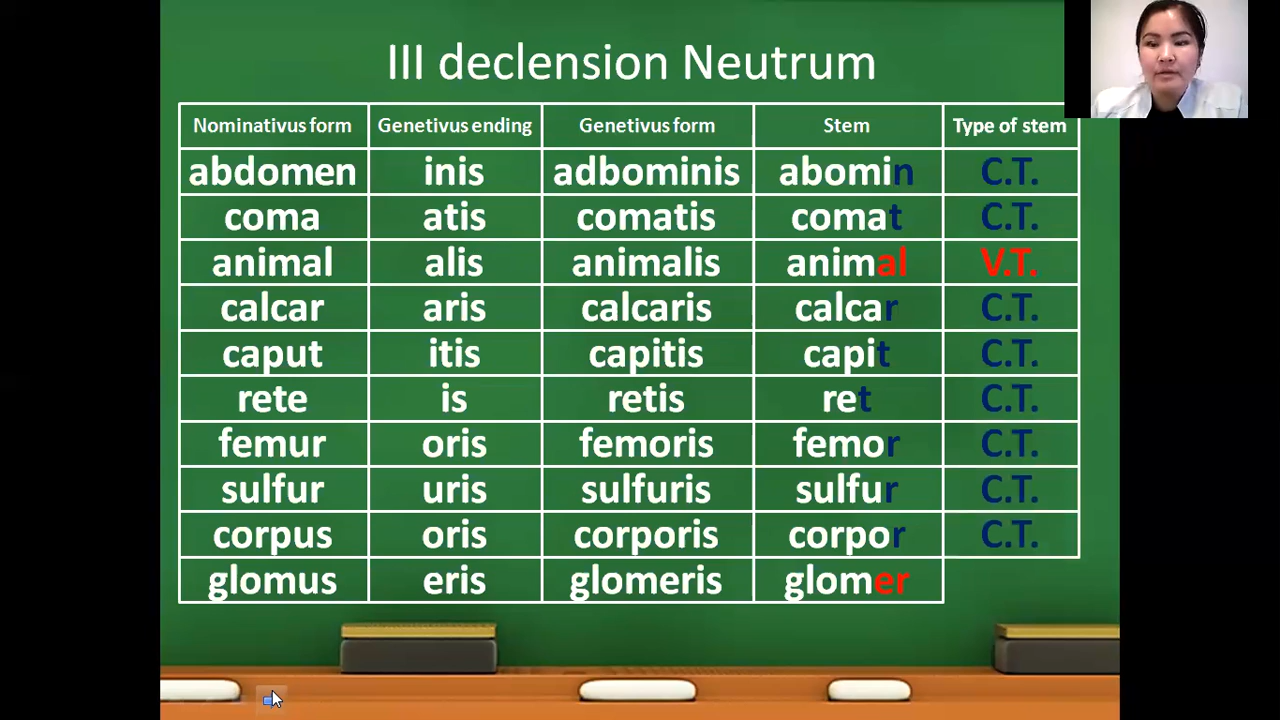 III declension Neutrum
Nominativus form Genetivus ending Genetivus form Stem Type of stem
abdomen inis adbominis abomin C.T.
coma atis comatis comat C.T.
animal alis animalis animal V.T.
calcar aris calcaris calcar C.T.
caput itis capitis capit C.T.
rete is retis ret C.T.
femur oris femoris femor C.T.
sulfur uris sulfuris sulfur C.T.
corpus oris corporis corpor C.T.
glomus eris glomeris glomer